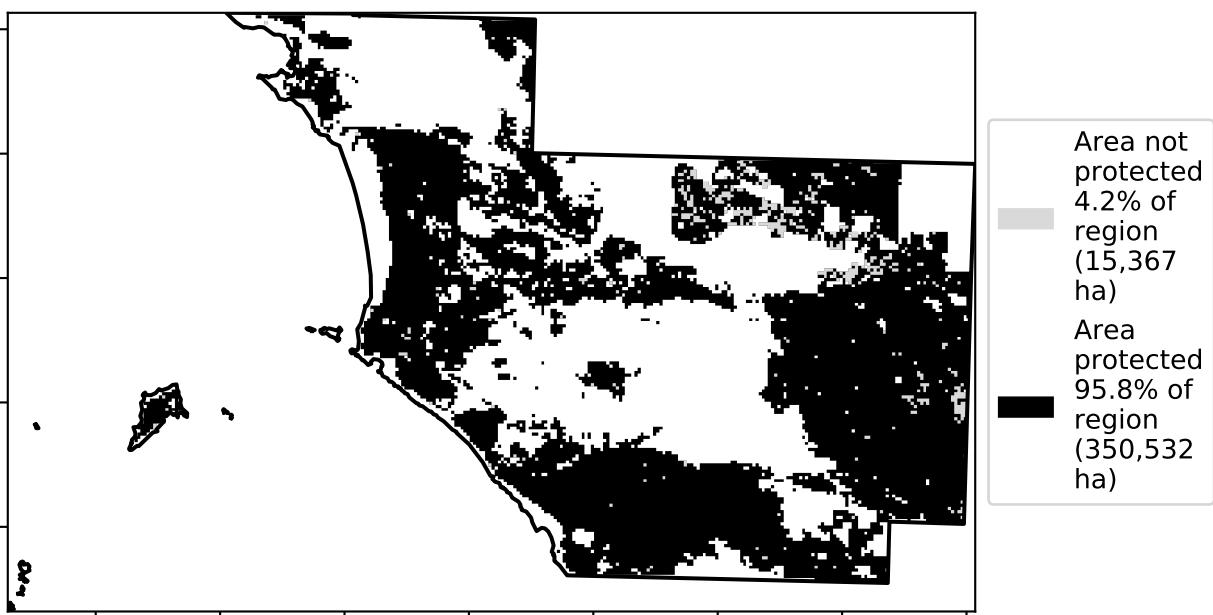 Area not
protected
4.2% of
region
(15,367
ha)
Area
protected
95.8% of
region
(350,532
ha)